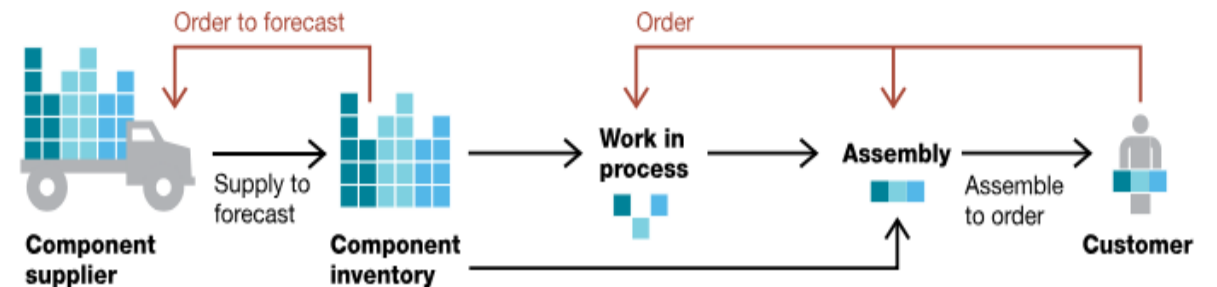 Order to forecast
Order
Work in
process
Assembly
Supply to
forecast
Assemble
to order
Component
supplier
Component
inventory
Customer